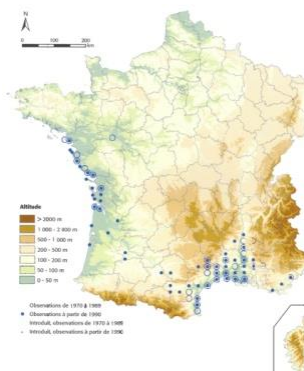 N
0 100 200
km
Altitude
> 2000 m
1 000 - 2 000 m
500 - 1 000 m
200 - 500 m
100 - 200 m
50 - 100 m
0 - 50 m
Observations de 1970 à 1989
Observations à partir de 1990
Introduit, observations de 1970 à 1989
Introduit, observations à partir de 1990